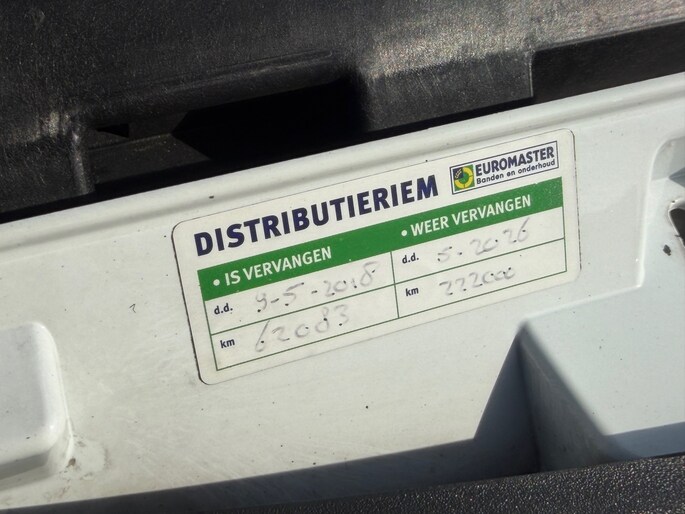 DISTRIBUTIERIEM
EUROMASTER
Banden en onderhoud
• IS VERVANGEN
• WEER VERVANGEN
d.d. 9-5-2018
d.d. 5-2026
km 62083
km 222000